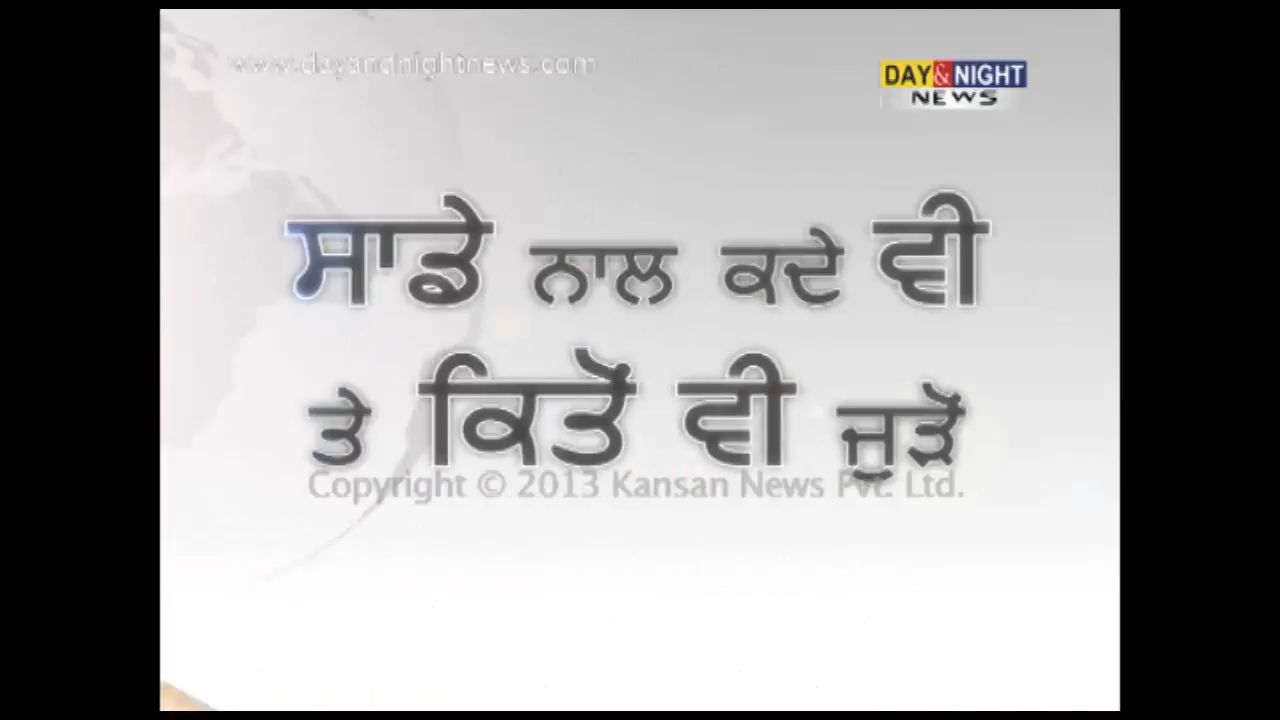 www.dayandnightnews.com
DAY&NIGHT
NEWS
ਸਾਡੇ ਨਾਲ ਕਦੇ ਵੀ
ਤੇ ਕਿਤੋਂ ਵੀ ਜੁੜੋਂ
Copyright © 2013 Kansan News Pvt. Ltd.